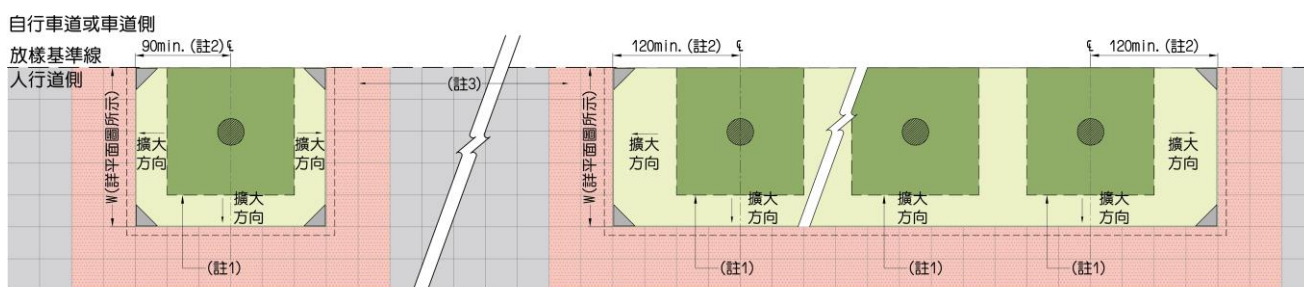 自行車道或車道側
放樣基準線
人行道側
90min.(註2) ℄
120min.(註2) ℄
℄ 120min.(註2)
W(詳平面圖所示)
擴大
方向
擴大
方向
擴大
方向
(註1)
(註3)
W(詳平面圖所示)
擴大
方向
擴大
方向
(註1)
擴大
方向
(註1)
擴大
方向
擴大
方向
(註1)